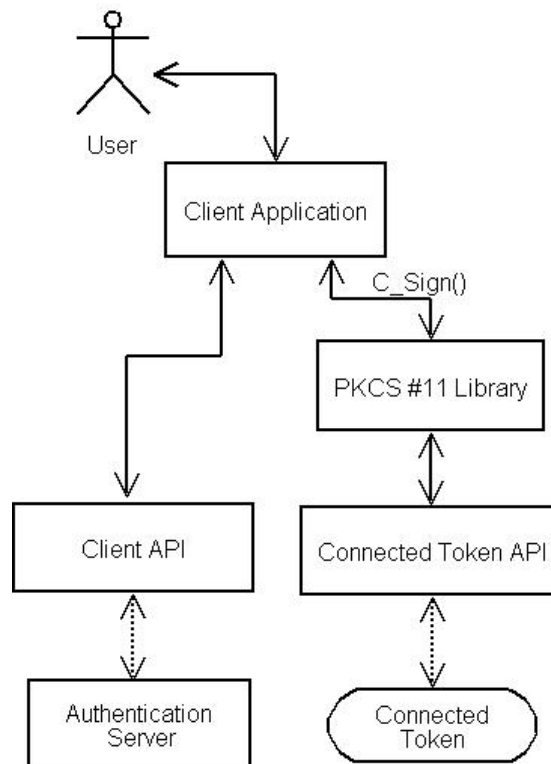 User
Client Application
C_Sign()
PKCS #11 Library
Client API
Connected Token API
Authentication
Server
Connected
Token